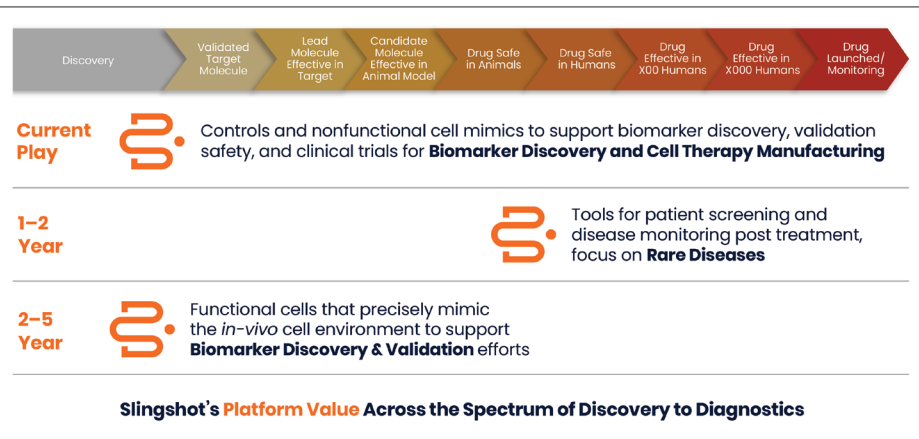 Discovery
Validated
Target
Molecule
Lead
Molecule
Effective in
Target
Candidate
Molecule
Effective in
Animal Model
Drug Safe
in Animals
Drug Safe
in Humans
Drug
Effective in
X00 Humans
Drug
Effective in
X000 Humans
Drug
Launched/
Monitoring
Current
Play
Controls and nonfunctional cell mimics to support biomarker discovery, validation
safety, and clinical trials for Biomarker Discovery and Cell Therapy Manufacturing
1–2
Year
Tools for patient screening and
disease monitoring post treatment,
focus on Rare Diseases
2–5
Year
Functional cells that precisely mimic
the in-vivo cell environment to support
Biomarker Discovery & Validation efforts
Slingshot's Platform Value Across the Spectrum of Discovery to Diagnostics